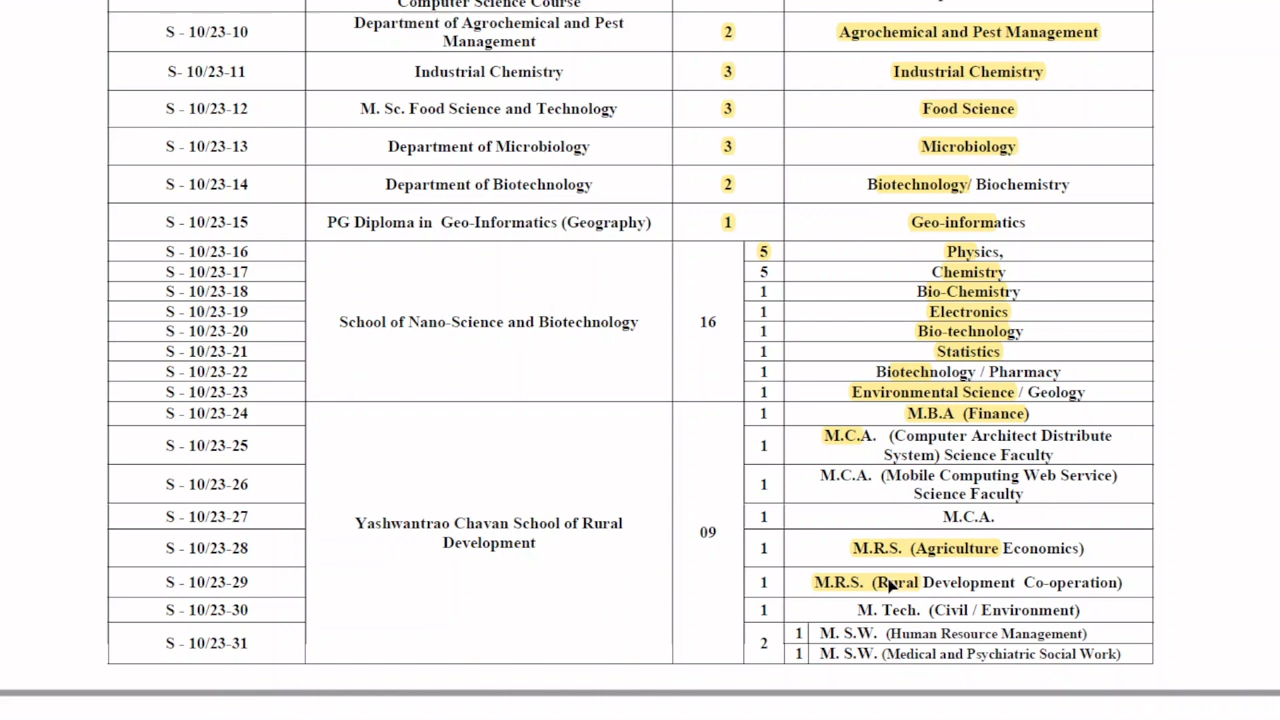 Computer Science Course
S - 10/23-10 Department of Agrochemical and Pest Management 2 Agrochemical and Pest Management
S- 10/23-11 Industrial Chemistry 3 Industrial Chemistry
S - 10/23-12 M. Sc. Food Science and Technology 3 Food Science
S - 10/23-13 Department of Microbiology 3 Microbiology
S - 10/23-14 Department of Biotechnology 2 Biotechnology/ Biochemistry
S - 10/23-15 PG Diploma in Geo-Informatics (Geography) 1 Geo-informatics
S - 10/23-16 5 Physics,
S - 10/23-17 5 Chemistry
S - 10/23-18 1 Bio-Chemistry
S - 10/23-19 1 Electronics
School of Nano-Science and Biotechnology 16
S - 10/23-20 1 Bio-technology
S - 10/23-21 1 Statistics
S - 10/23-22 1 Biotechnology / Pharmacy
S - 10/23-23 1 Environmental Science / Geology
S - 10/23-24 1 M.B.A (Finance)
S - 10/23-25 1 M.C.A. (Computer Architect Distribute
System) Science Faculty
S - 10/23-26 1 M.C.A. (Mobile Computing Web Service)
Science Faculty
S - 10/23-27 1 M.C.A.
Yashwantrao Chavan School of Rural
Development 09
S - 10/23-28 1 M.R.S. (Agriculture Economics)
S - 10/23-29 1 M.R.S. (Rural Development Co-operation)
S - 10/23-30 1 M. Tech. (Civil / Environment)
S - 10/23-31 2 1 M. S.W. (Human Resource Management)
1 M. S.W. (Medical and Psychiatric Social Work)